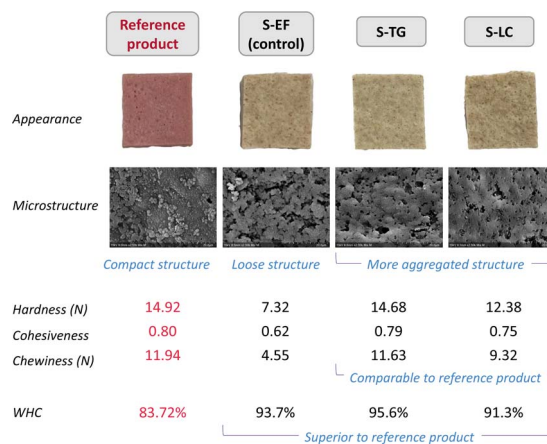 Reference product
S-EF (control)
S-TG
S-LC
Appearance
Microstructure
Compact structure
Loose structure
More aggregated structure
Hardness (N) 14.92 7.32 14.68 12.38
Cohesiveness 0.80 0.62 0.79 0.75
Chewiness (N) 11.94 4.55 11.63 9.32
Comparable to reference product
WHC 83.72% 93.7% 95.6% 91.3%
Superior to reference product